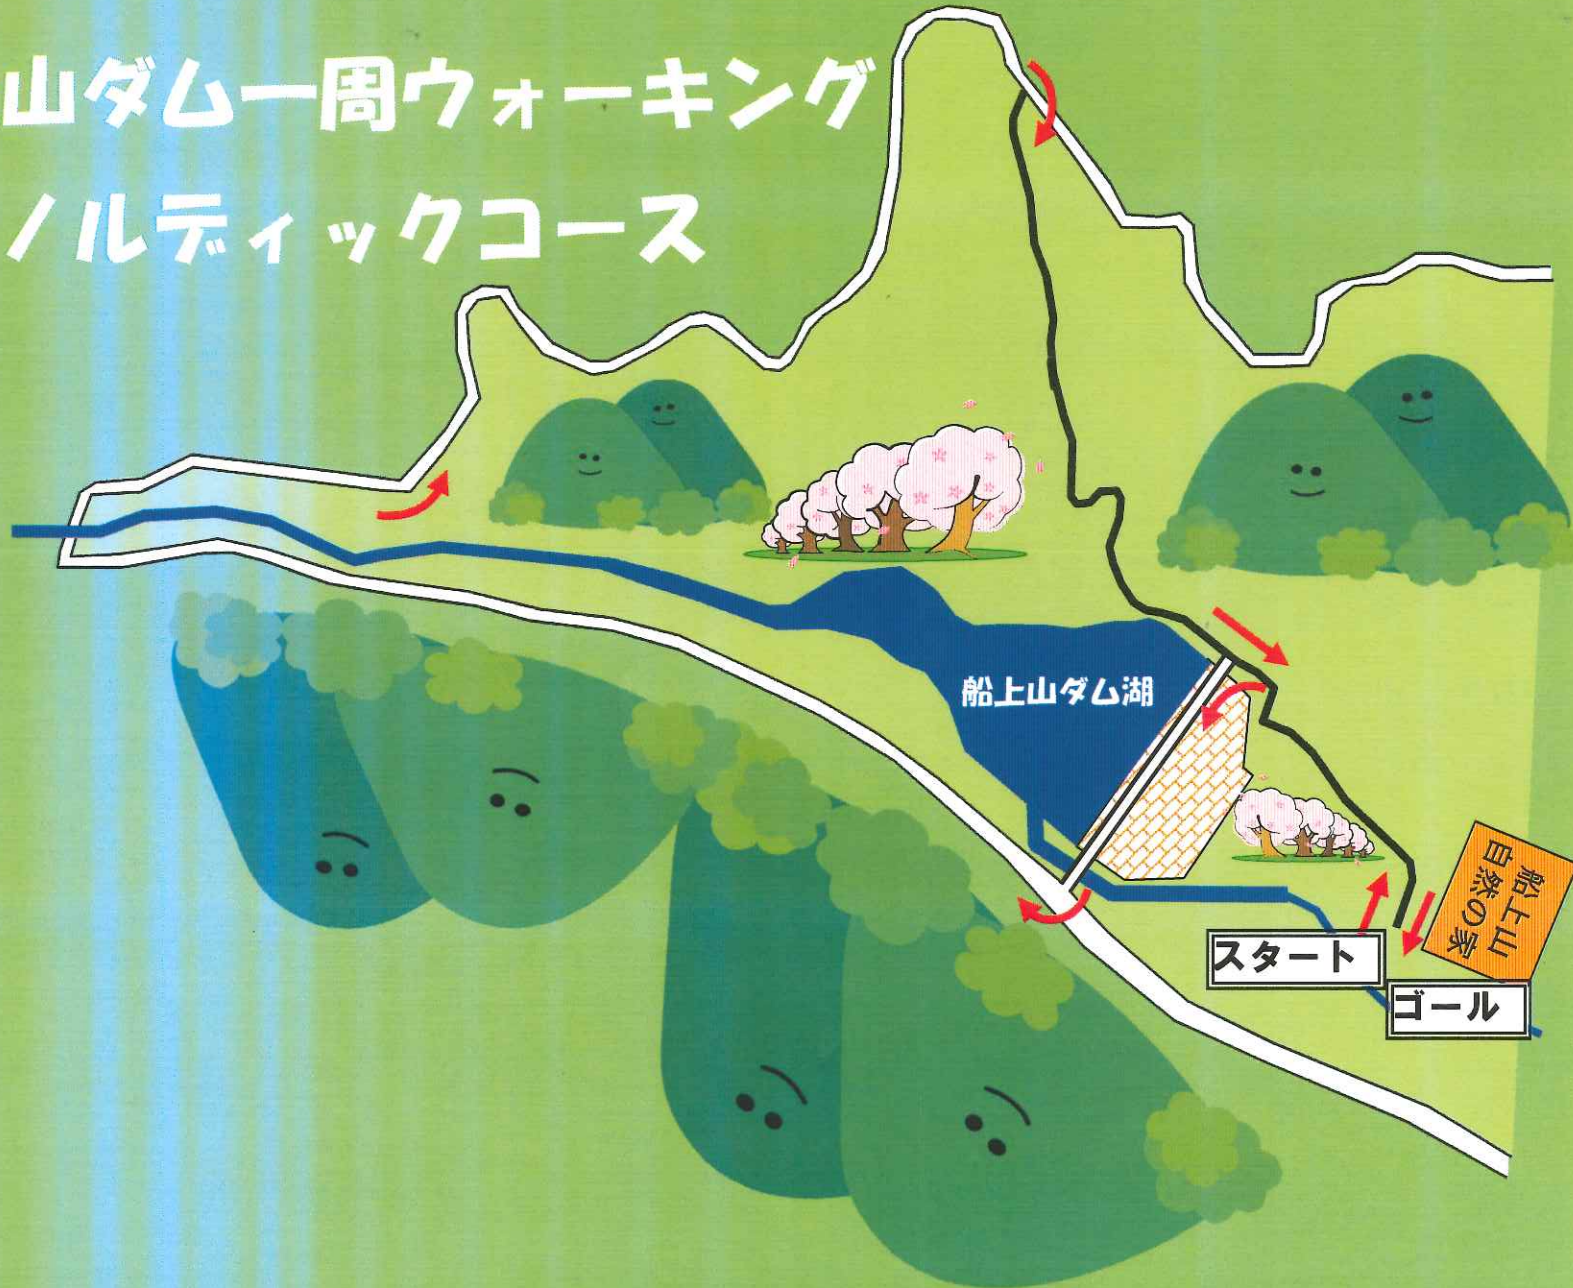 山ダム一周ウォーキング
ノルディックコース
船上山ダム湖
船上山
自然の家
スタート
ゴール